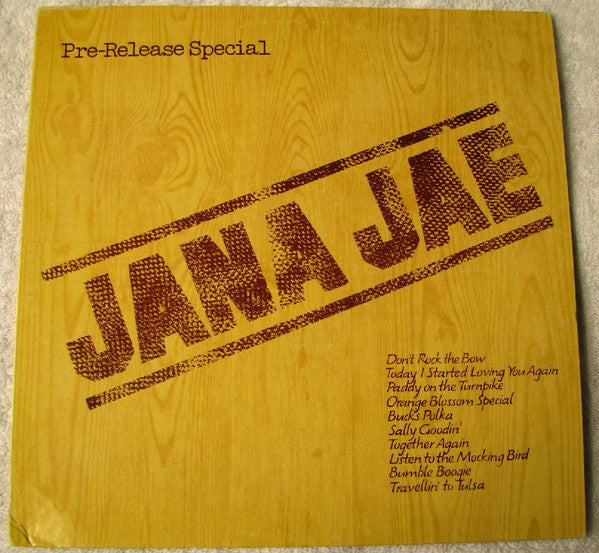 Pre-Release Special
JANA JAE
Don't Rock the Bow
Today I Started Loving You Again
Paddy on the Turnpike
Orange Blossom Special
Bucks Polka
Sally Goodin'
Together Again
Listen to the Mocking Bird
Bumble Boogie
Travellin' to Tulsa